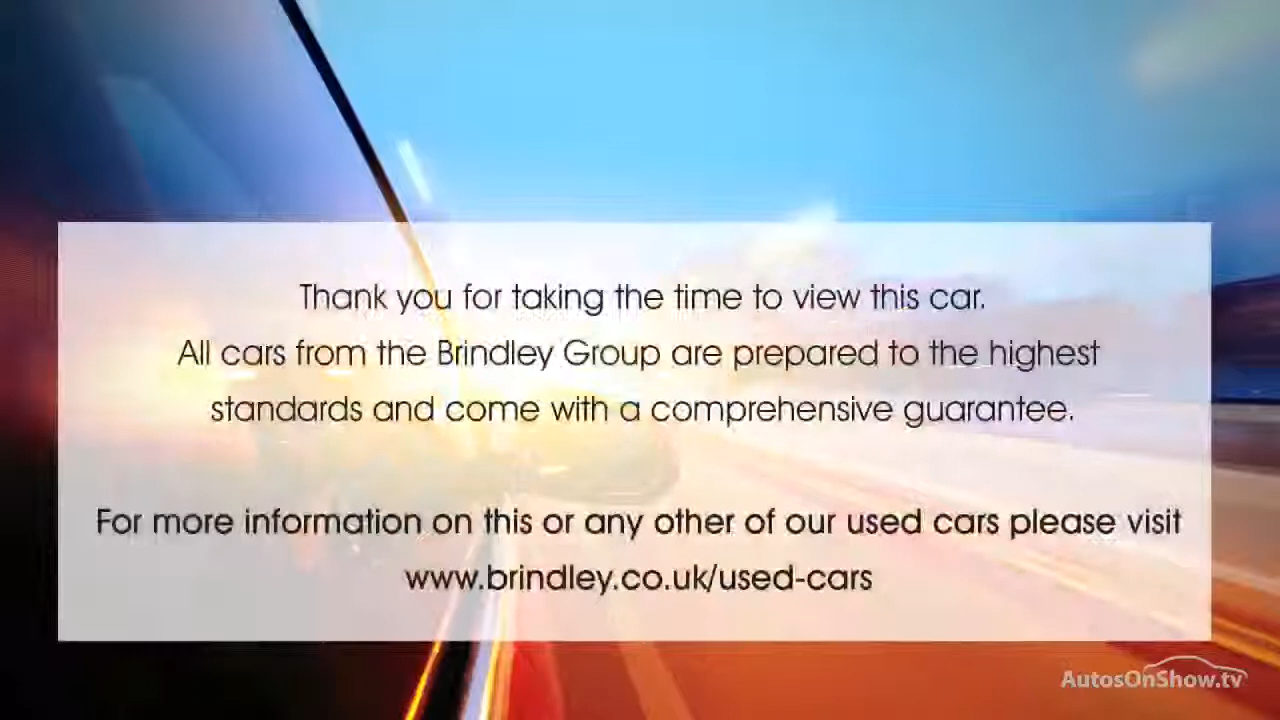 Thank you for taking the time to view this car.
All cars from the Brindley Group are prepared to the highest
standards and come with a comprehensive guarantee.
For more information on this or any other of our used cars please visit
www.brindley.co.uk/used-cars
AutosOnShow.tv